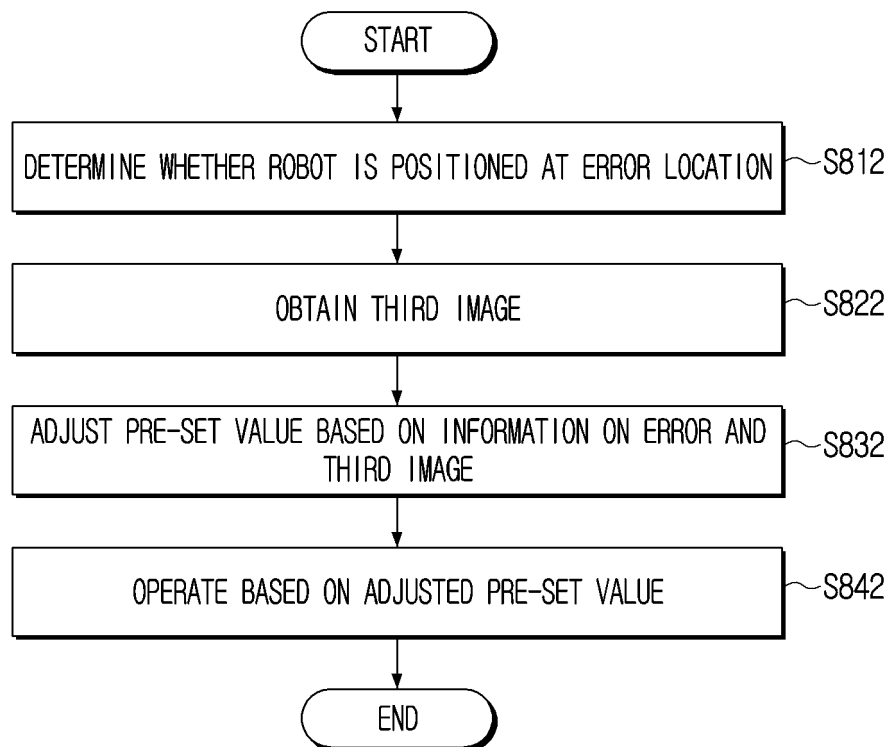 START
DETERMINE WHETHER ROBOT IS POSITIONED AT ERROR LOCATION
S812
OBTAIN THIRD IMAGE
S822
ADJUST PRE-SET VALUE BASED ON INFORMATION ON ERROR AND
THIRD IMAGE
S832
OPERATE BASED ON ADJUSTED PRE-SET VALUE
S842
END